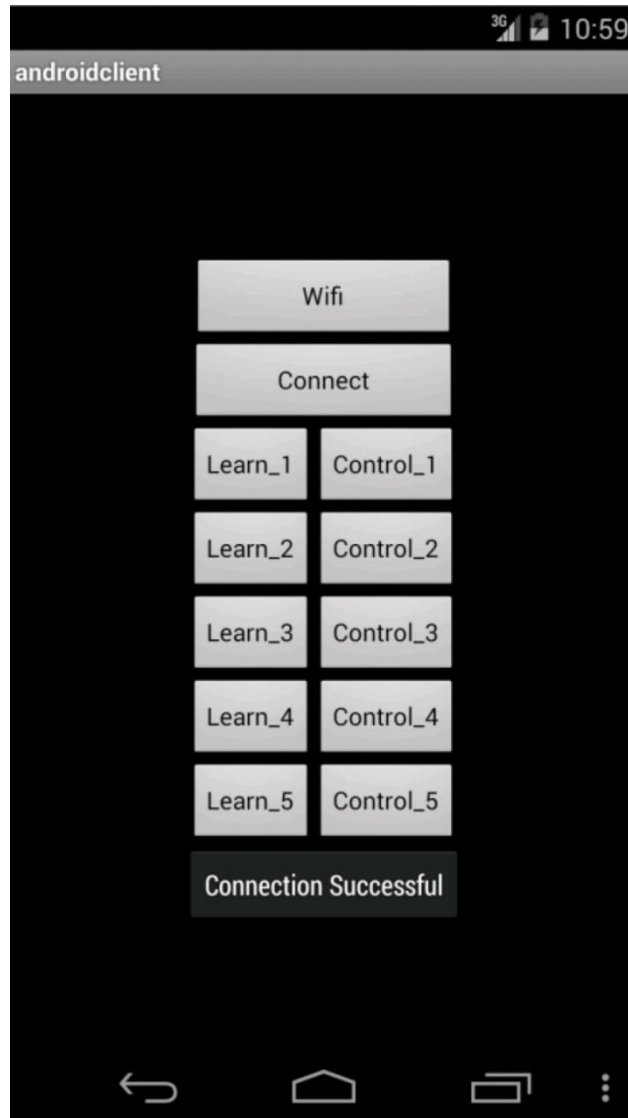 3G 10:59
androidclient
Wifi
Connect
Learn_1 Control_1
Learn_2 Control_2
Learn_3 Control_3
Learn_4 Control_4
Learn_5 Control_5
Connection Successful